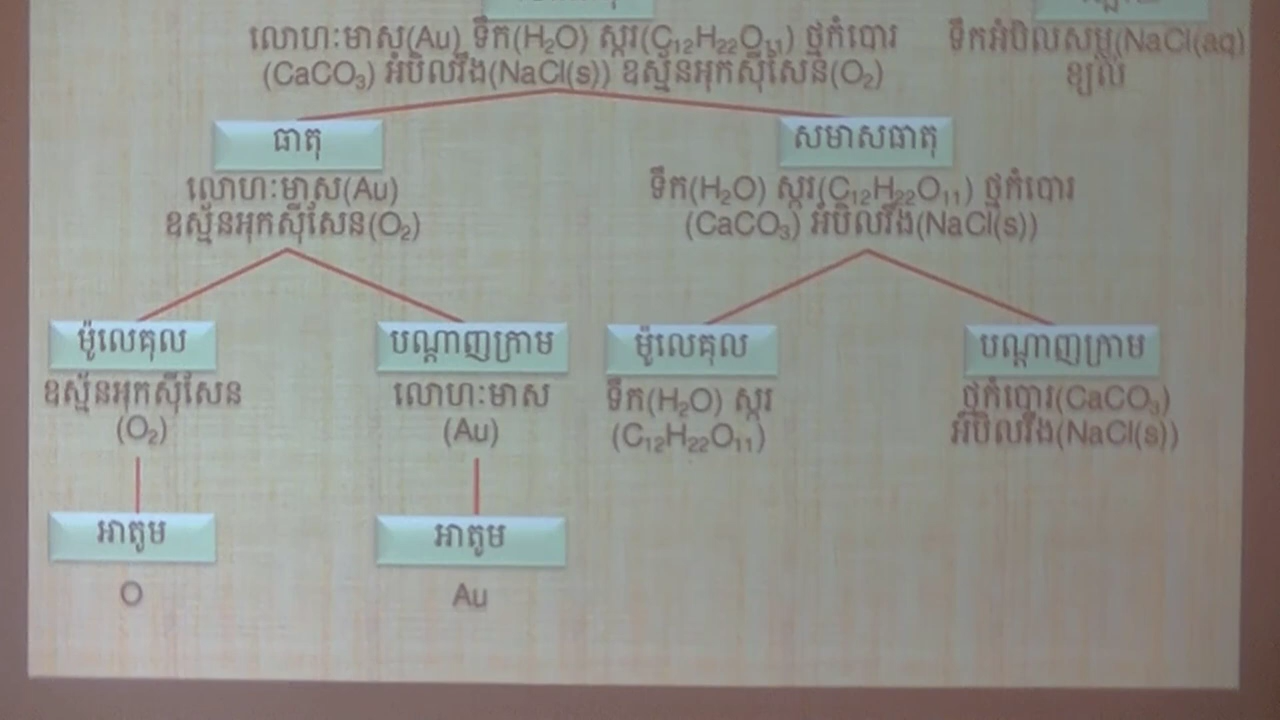 លោហៈមាស(Au) ទឹក(H₂O) ស្ករ(C₁₂H₂₂O₁₁) ថ្មកំបោរ
(CaCO₃) អំបិលរឹង(NaCl(s)) ឧស្ម័នអុកស៊ីសែន(O₂)
ទឹកអំបិលសម្ល(NaCl(aq)
ខ្យល់
ធាតុ
លោហៈមាស(Au)
ឧស្ម័នអុកស៊ីសែន(O₂)
សមាសធាតុ
ទឹក(H₂O) ស្ករ(C₁₂H₂₂O₁₁) ថ្មកំបោរ
(CaCO₃) អំបិលរឹង(NaCl(s))
ម៉ូលេគុល
ឧស្ម័នអុកស៊ីសែន
(O₂)
បណ្តាញក្រាម
លោហៈមាស
(Au)
ម៉ូលេគុល
ទឹក(H₂O) ស្ករ
(C₁₂H₂₂O₁₁)
បណ្តាញក្រាម
ថ្មកំបោរ(CaCO₃)
អំបិលរឹង(NaCl(s))
អាតូម
O
អាតូម
Au